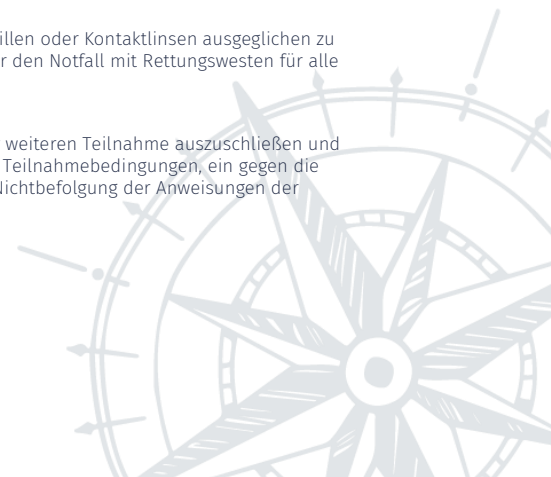 illen oder Kontaktlinsen ausgeglichen zu
r den Notfall mit Rettungswesten für alle
weiteren Teilnahme auszuschließen und
Teilnahmebedingungen, ein gegen die
Nichtbefolgung der Anweisungen der